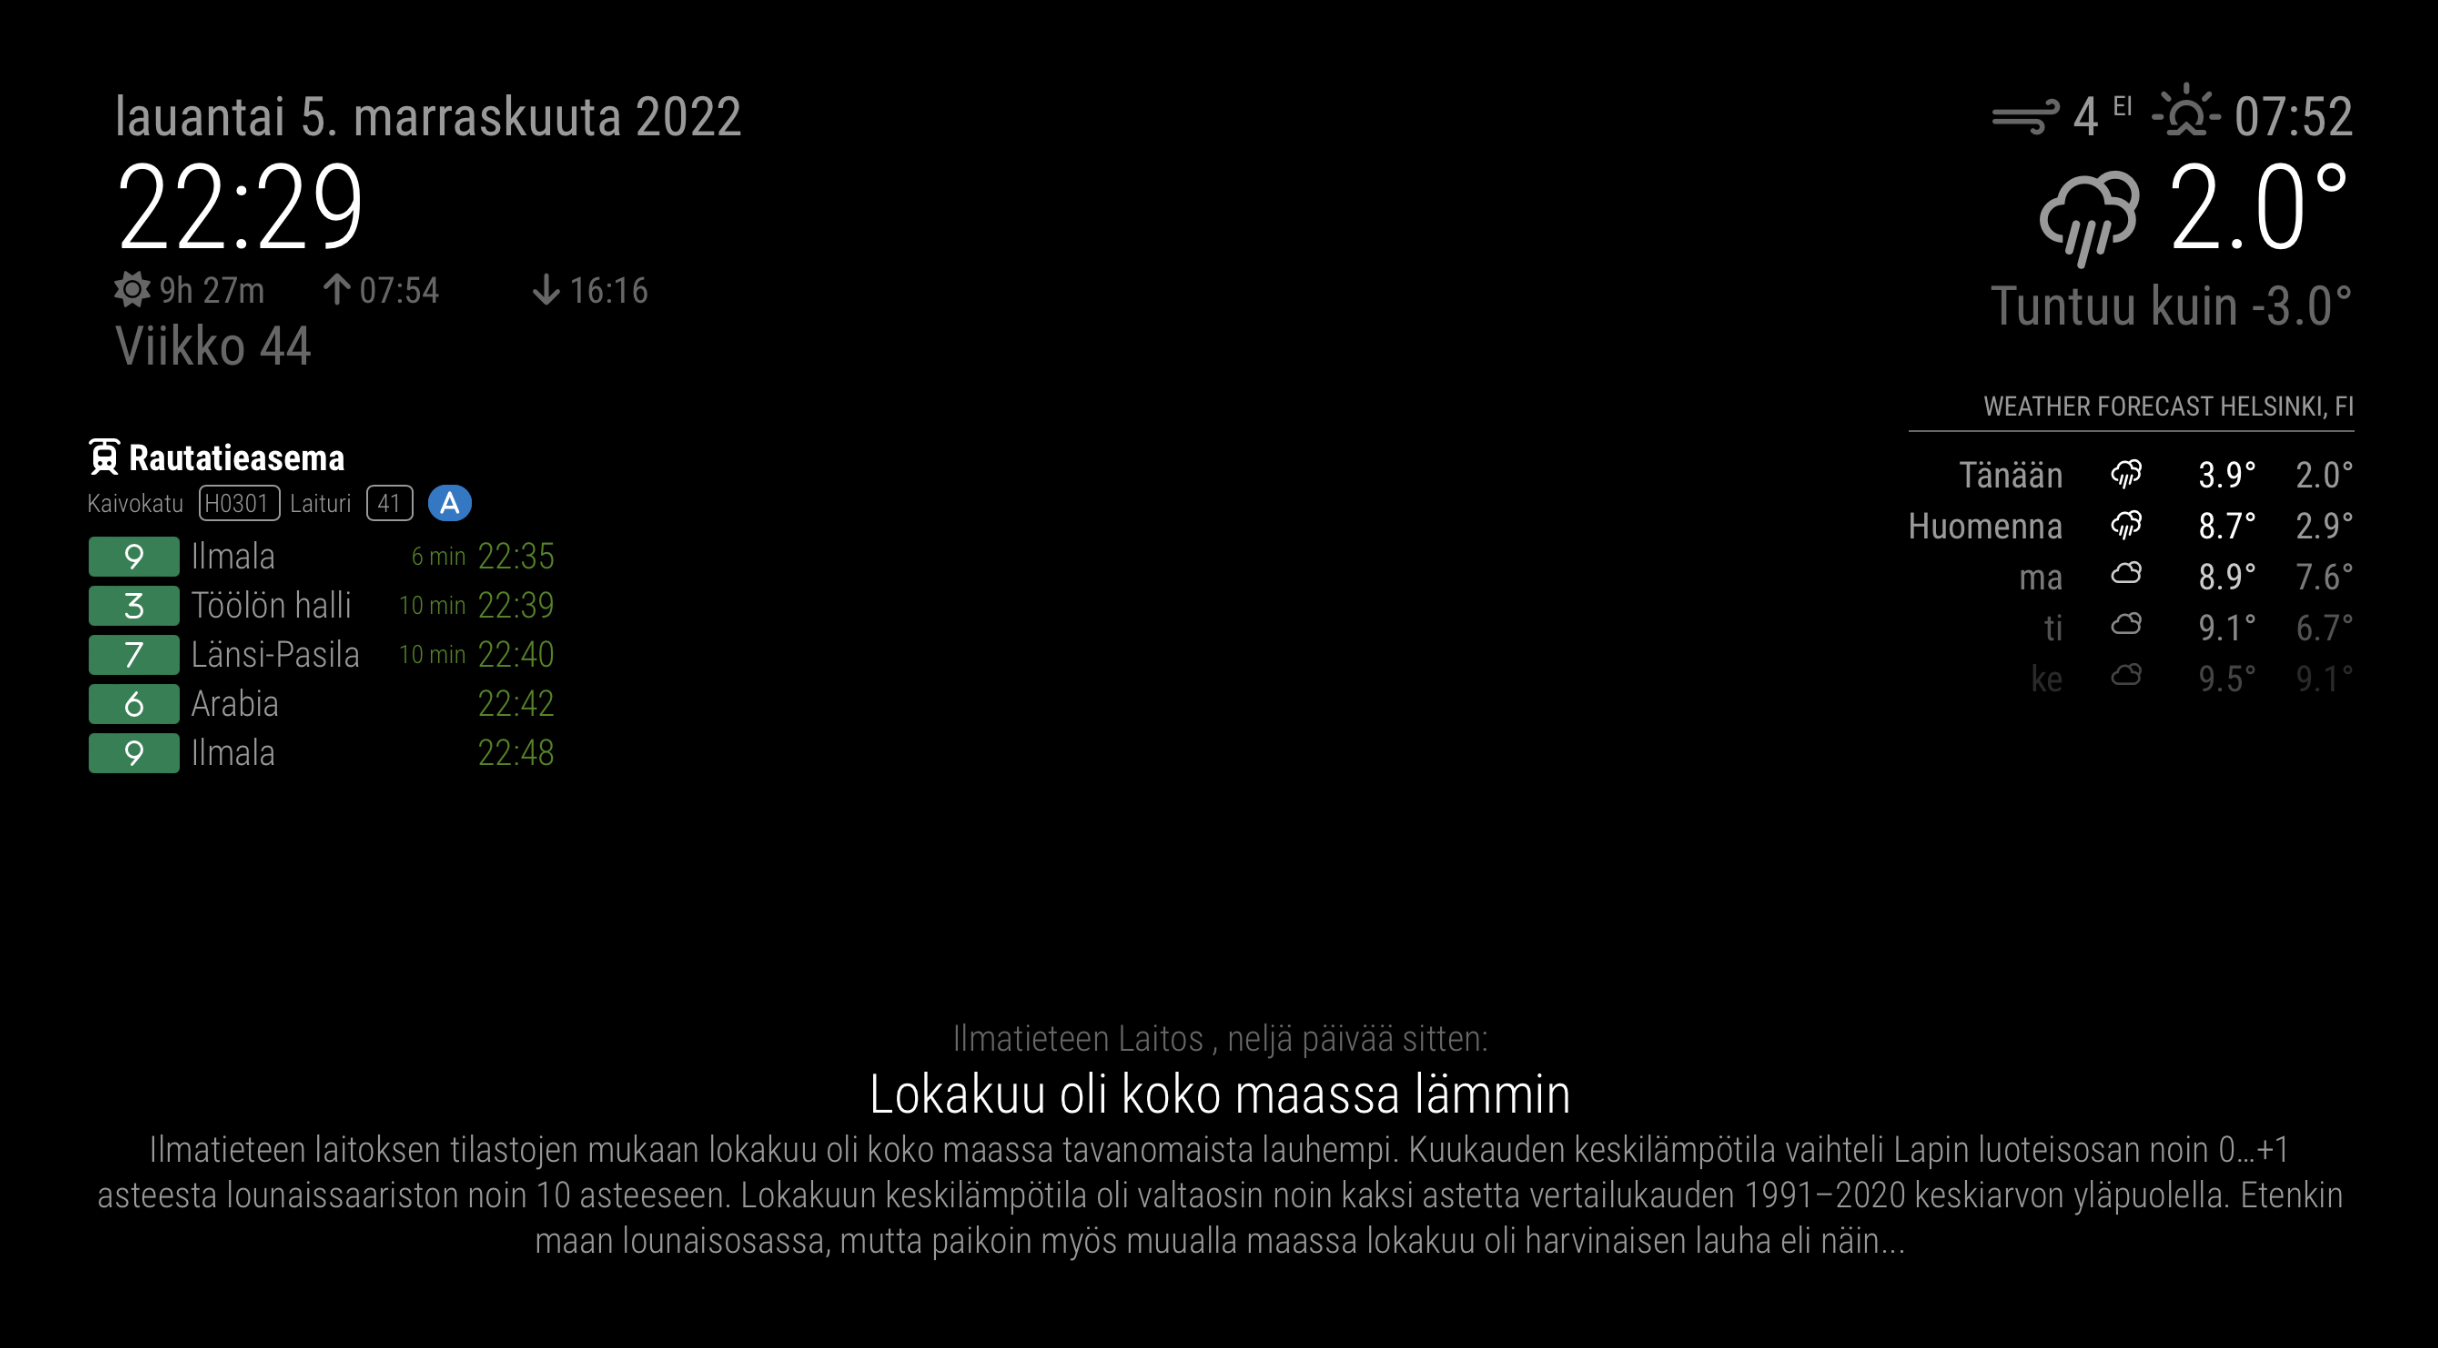 lauantai 5. marraskuuta 2022
22:29
9h 27m 07:54 16:16
Viikko 44
Rautatieasema
Kaivokatu H0301 Laituri 41 A
9 Ilmala 6 min 22:35
3 Töölön halli 10 min 22:39
7 Länsi-Pasila 10 min 22:40
6 Arabia 22:42
9 Ilmala 22:48
4 EI 07:52
2.0°
Tuntuu kuin -3.0°
WEATHER FORECAST HELSINKI, FI
Tänään 3.9° 2.0°
Huomenna 8.7° 2.9°
ma 8.9° 7.6°
ti 9.1° 6.7°
ke 9.5° 9.1°
Ilmatieteen Laitos , neljä päivää sitten:
Lokakuu oli koko maassa lämmin
Ilmatieteen laitoksen tilastojen mukaan lokakuu oli koko maassa tavanomaista lauhempi. Kuukauden keskilämpötila vaihteli Lapin luoteisosan noin 0…+1
asteesta lounaissaariston noin 10 asteeseen. Lokakuun keskilämpötila oli valtaosin noin kaksi astetta vertailukauden 1991–2020 keskiarvon yläpuolella. Etenkin
maan lounaisosassa, mutta paikoin myös muualla maassa lokakuu oli harvinaisen lauha eli näin...